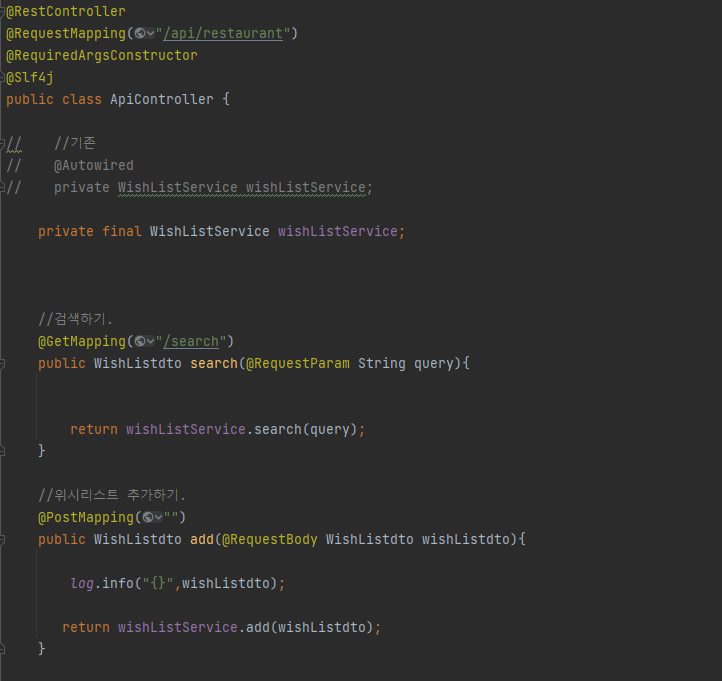 @RestController
@RequestMapping("/api/restaurant")
@RequiredArgsConstructor
@Slf4j
public class ApiController {
//    //기존
//    @Autowired
//    private WishListService wishListService;
private final WishListService wishListService;
//검색하기.
@GetMapping("/search")
public WishListdto search(@RequestParam String query){
return wishListService.search(query);
}
//위시리스트 추가하기.
@PostMapping("")
public WishListdto add(@RequestBody WishListdto wishListdto){
log.info("{}",wishListdto);
return wishListService.add(wishListdto);
}